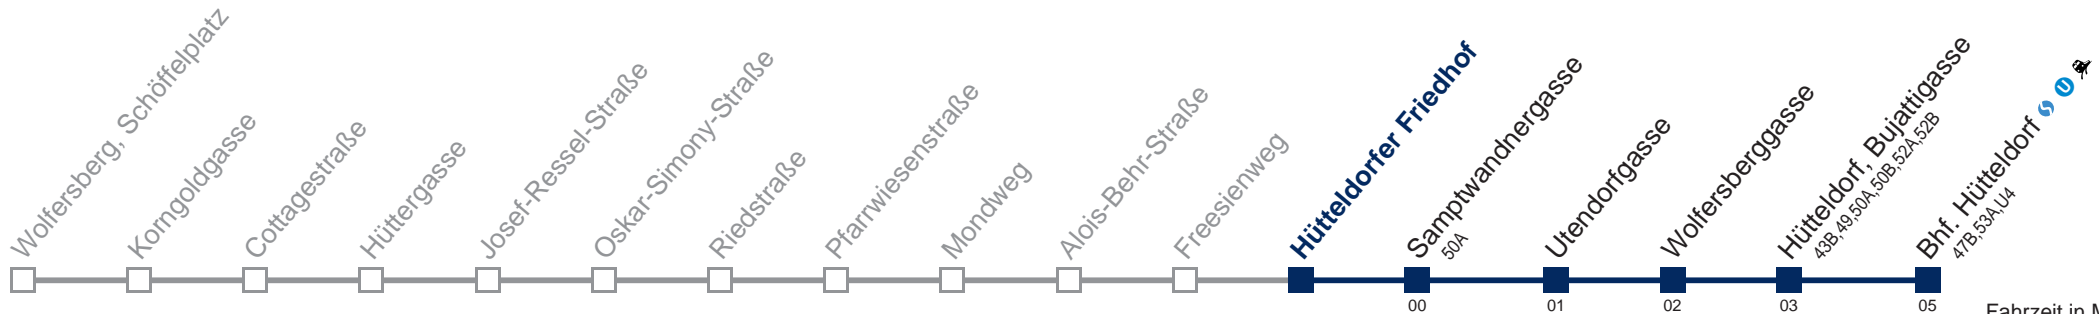 Wolfersberg, Schöffelplatz
Korngoldgasse
Cottagestraße
Hüttergasse
Josef-Ressel-Straße
Oskar-Simony-Straße
Riedstraße
Pfarrwiesenstraße
Mondweg
Alois-Behr-Straße
Freesienweg
Hütteldorfer Friedhof
Samptwandnergasse
50A
Utendorfgasse
Wolfersberggasse
Hütteldorf, Bujattigasse
43B,49,50A,50B,52A,52B
Bhf. Hütteldorf S U
47B,53A,U4
00 01 02 03 05
Fahrzeit in M